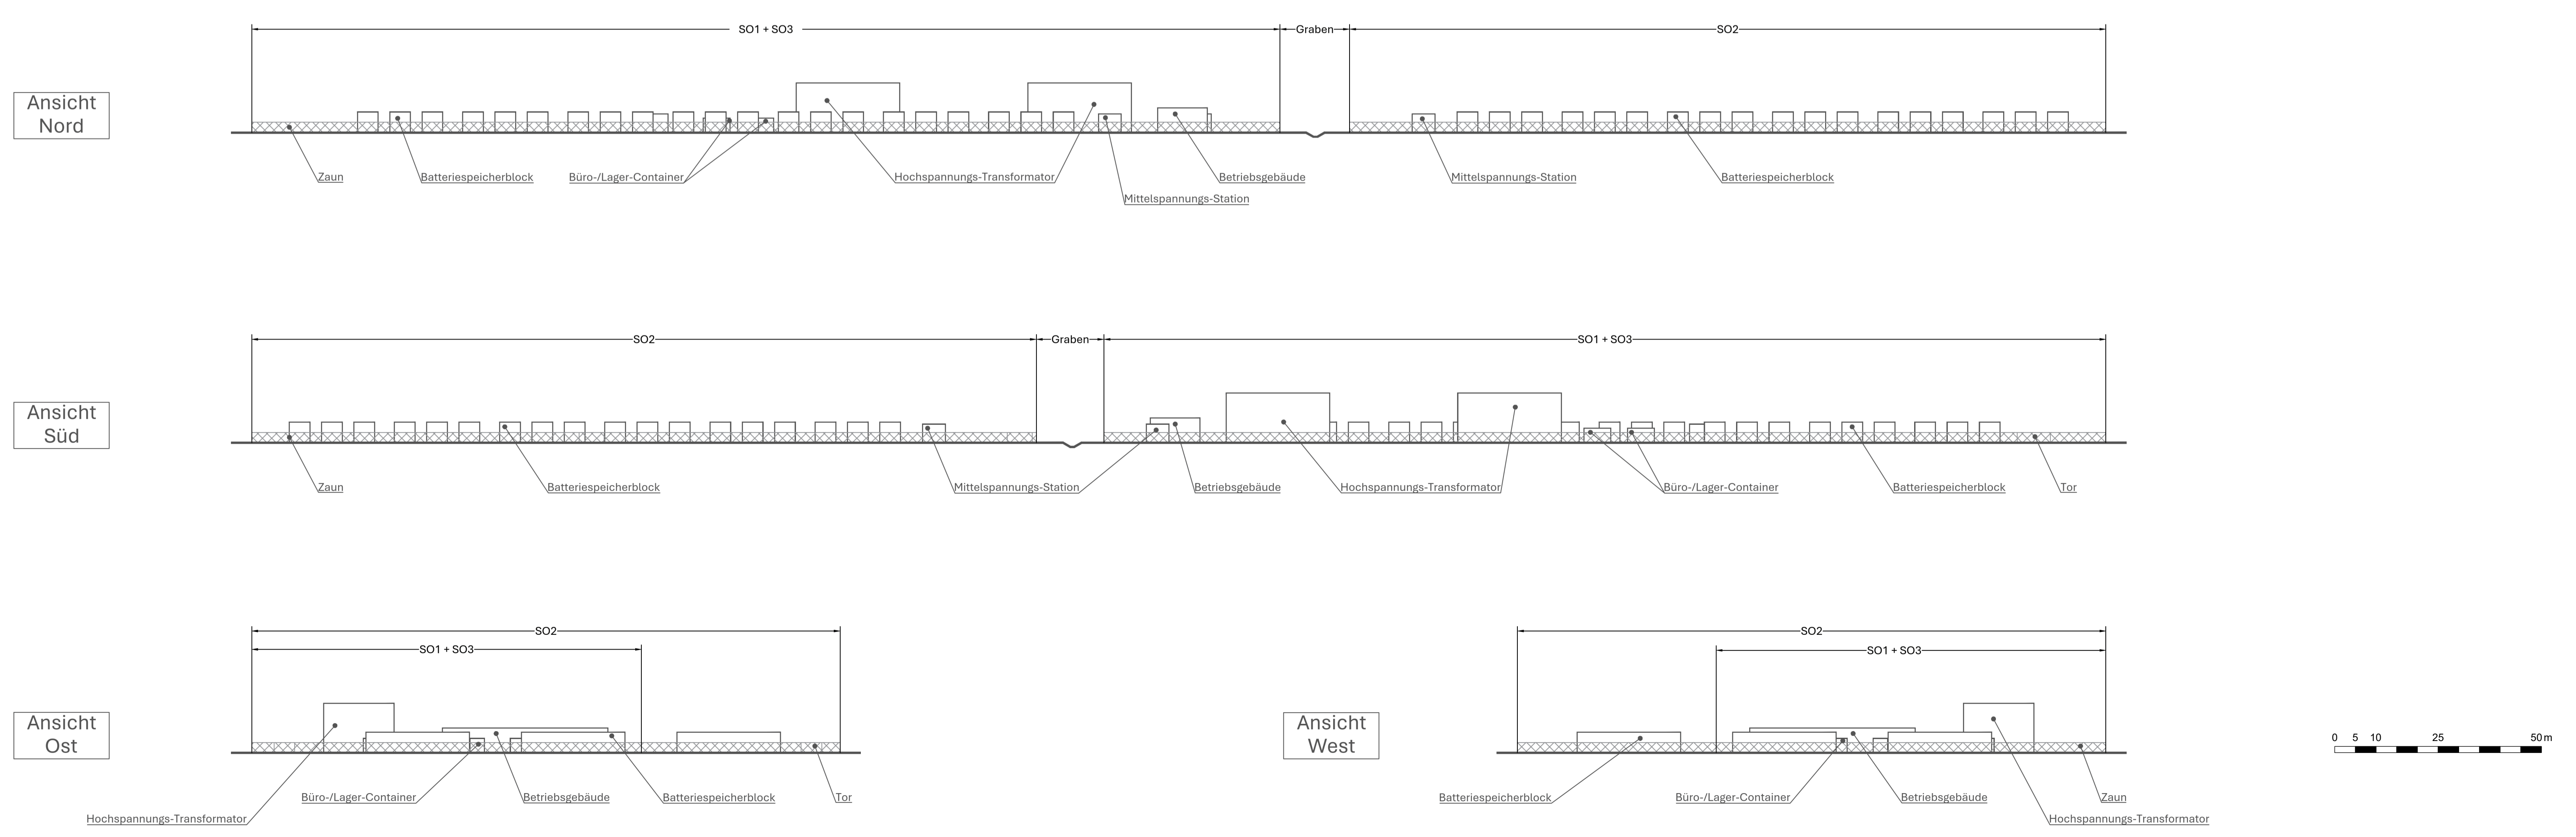 SO1 + SO3
Graben
SO2
Ansicht
Nord
Zaun
Batteriespeicherblock
Büro-/Lager-Container
Hochspannungs-Transformator
Betriebsgebäude
Mittelspannungs-Station
Batteriespeicherblock
Mittelspannungs-Station
SO2
Graben
SO1 + SO3
Ansicht
Süd
Zaun
Batteriespeicherblock
Mittelspannungs-Station
Betriebsgebäude
Hochspannungs-Transformator
Büro-/Lager-Container
Batteriespeicherblock
Tor
SO2
SO1 + SO3
Ansicht
Ost
Büro-/Lager-Container
Betriebsgebäude
Batteriespeicherblock
Tor
Hochspannungs-Transformator
SO2
SO1 + SO3
Ansicht
West
Batteriespeicherblock
Büro-/Lager-Container
Betriebsgebäude
Zaun
Hochspannungs-Transformator
0 5 10 25 50 m